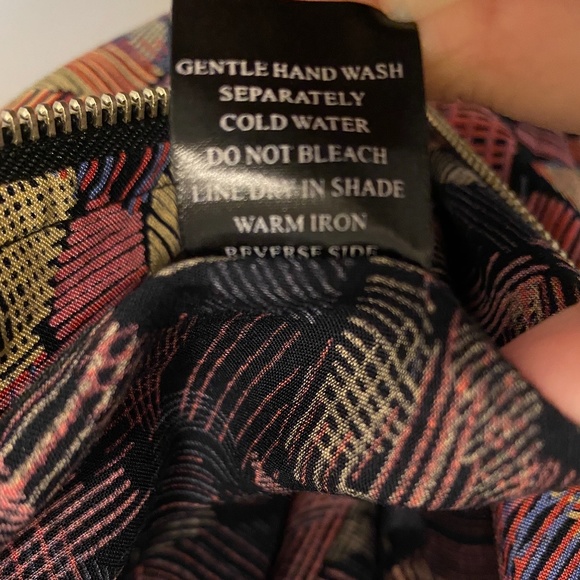 GENTLE HAND WASH
SEPARATELY
COLD WATER
DO NOT BLEACH
LINE DRY IN SHADE
WARM IRON
REVERSE SIDE